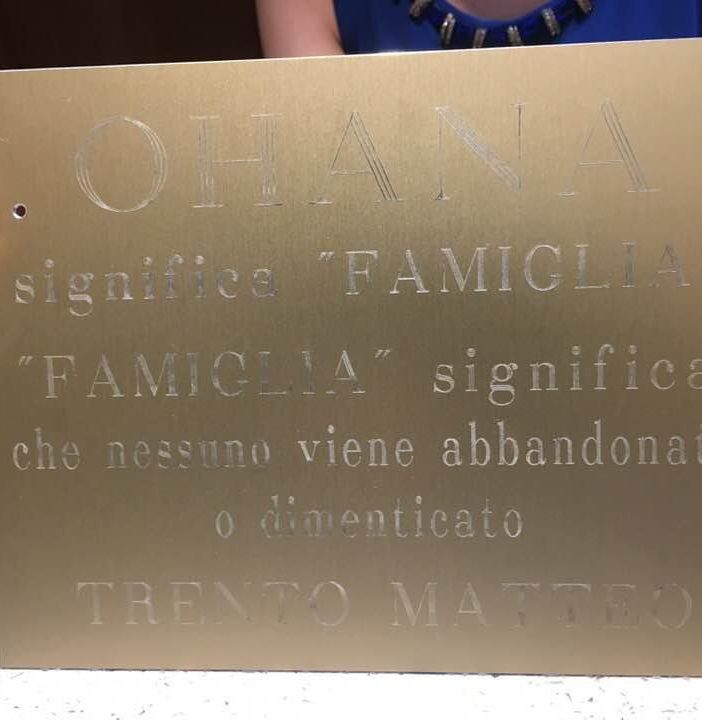 OHANA
significa "FAMIGLIA
"FAMIGLIA" significa
che nessuno viene abbandonat
o dimenticato
TRENTO MATTEO